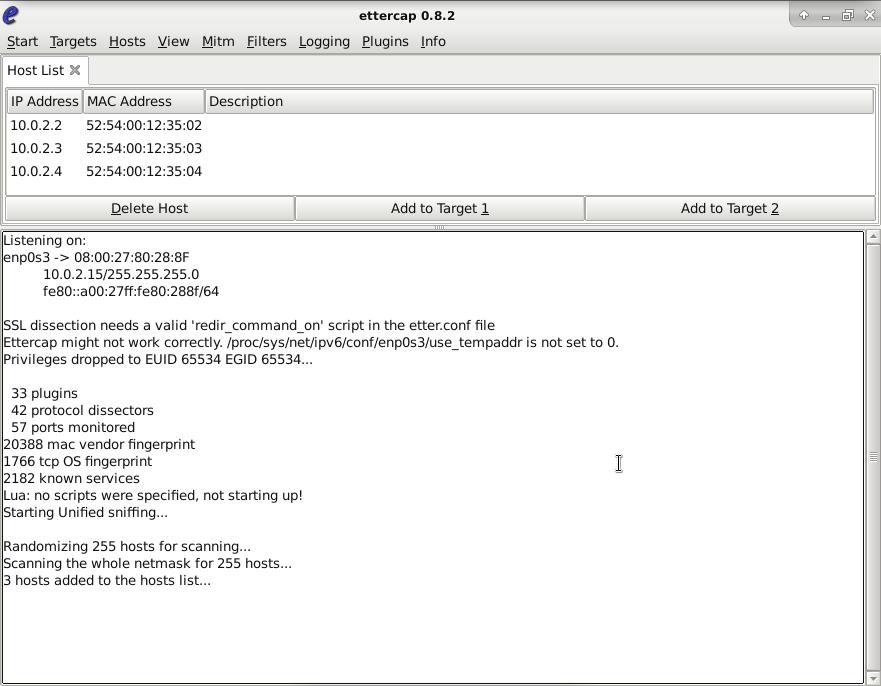 ettercap 0.8.2
Start Targets Hosts View Mitm Filters Logging Plugins Info
Host List
IP Address MAC Address Description
10.0.2.2 52:54:00:12:35:02
10.0.2.3 52:54:00:12:35:03
10.0.2.4 52:54:00:12:35:04
Delete Host Add to Target 1 Add to Target 2
Listening on:
enp0s3 -> 08:00:27:80:28:8F
10.0.2.15/255.255.255.0
fe80::a00:27ff:fe80:288f/64
SSL dissection needs a valid 'redir_command_on' script in the etter.conf file
Ettercap might not work correctly. /proc/sys/net/ipv6/conf/enp0s3/use_tempaddr is not set to 0.
Privileges dropped to EUID 65534 EGID 65534...
33 plugins
42 protocol dissectors
57 ports monitored
20388 mac vendor fingerprint
1766 tcp OS fingerprint
2182 known services
Lua: no scripts were specified, not starting up!
Starting Unified sniffing...
Randomizing 255 hosts for scanning...
Scanning the whole netmask for 255 hosts...
3 hosts added to the hosts list...